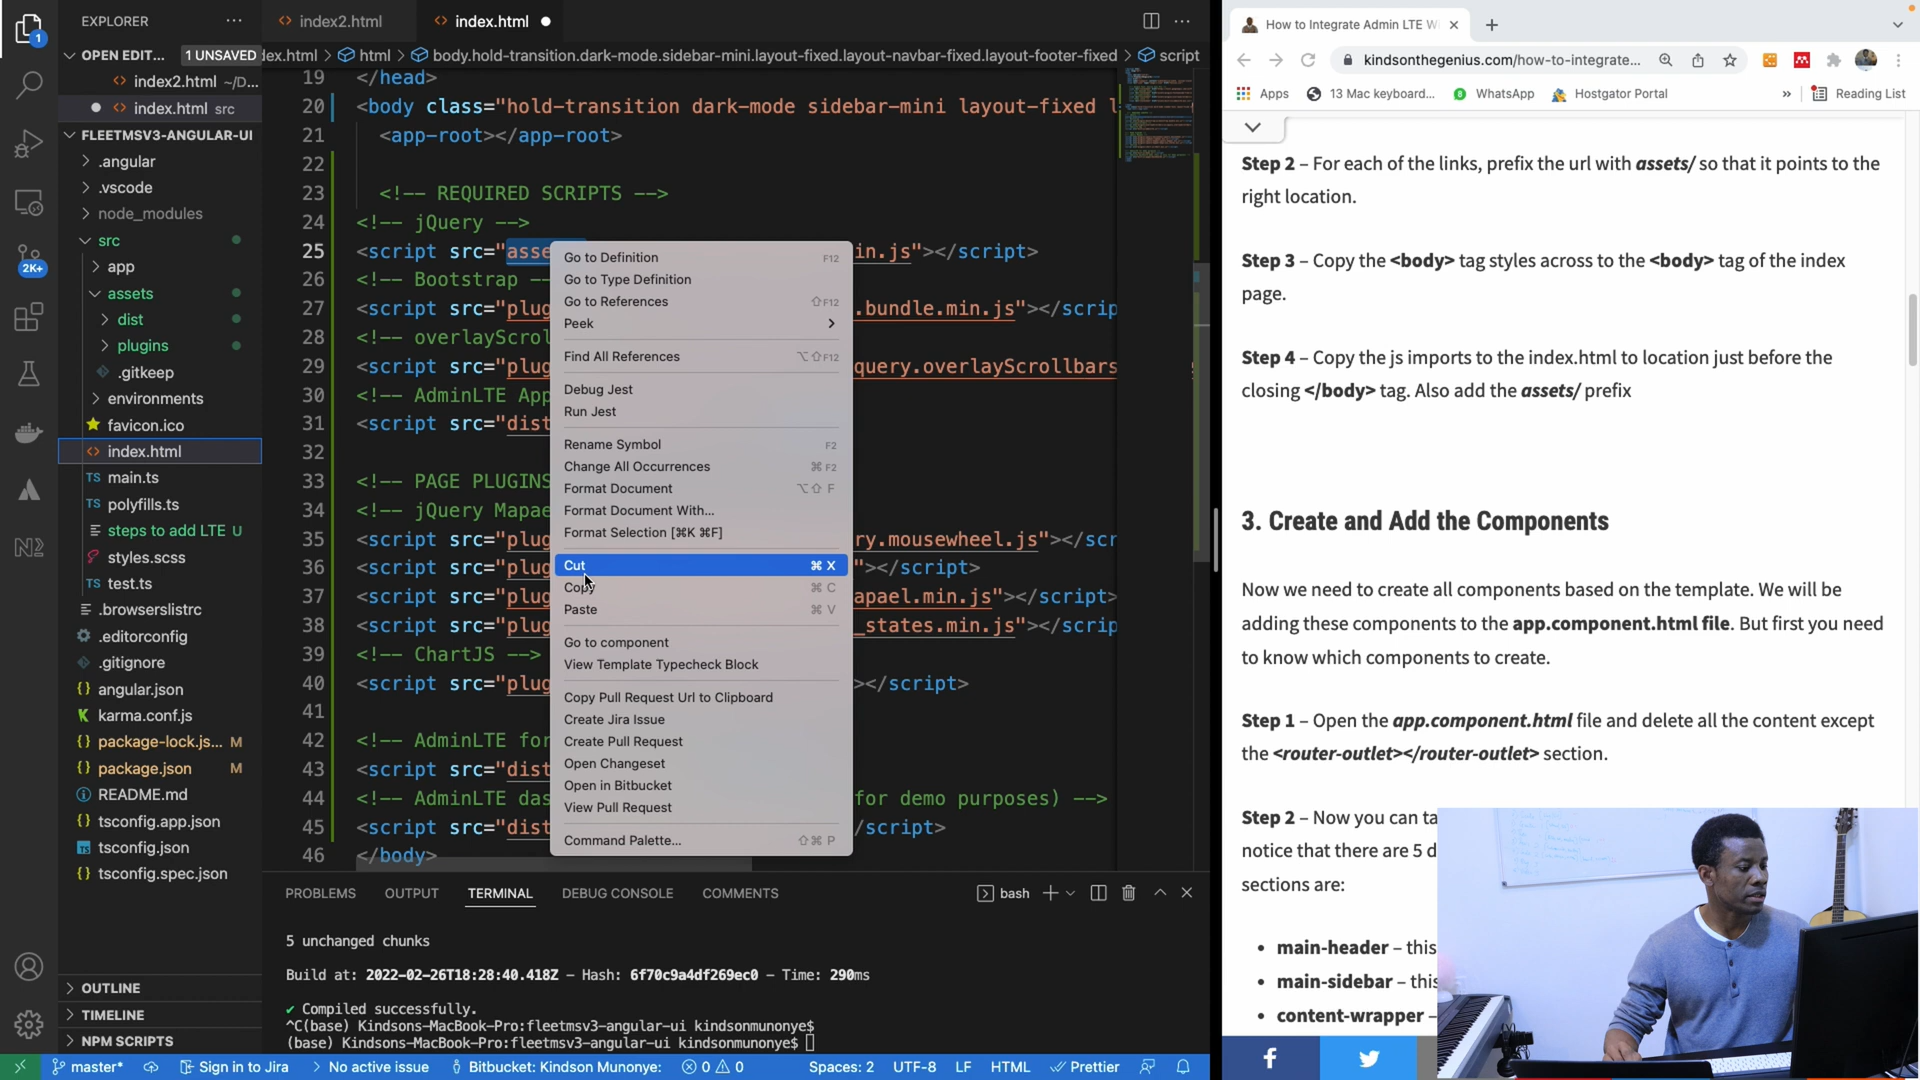 EXPLORER
OPEN EDIT...
1 UNSAVED
index2.html ~/D...
index.html src
FLEETMSV3-ANGULAR-UI
.angular
.vscode
node_modules
src
app
assets
dist
plugins
.gitkeep
environments
favicon.ico
index.html
TS main.ts
TS polyfills.ts
steps to add LTE U
styles.scss
TS test.ts
.browserslistrc
.editorconfig
.gitignore
angular.json
karma.conf.js
package-lock.js... M
package.json M
README.md
tsconfig.app.json
tsconfig.json
tsconfig.spec.json
OUTLINE
TIMELINE
NPM SCRIPTS
1
2K+
index2.html
index.html
dex.html > html > body.hold-transition.dark-mode.sidebar-mini.layout-fixed.layout-navbar-fixed.layout-footer-fixed > script
19 </head>
20 <body class="hold-transition dark-mode sidebar-mini layout-fixed l
21 <app-root></app-root>
22
23 <!-- REQUIRED SCRIPTS -->
24 <!-- jQuery -->
25 <script src="asse in.js"></script>
26 <!-- Bootstrap --
27 <script src="plug .bundle.min.js"></scrip
28 <!-- overlayScrol
29 <script src="plug query.overlayScrollbars
30 <!-- AdminLTE App
31 <script src="dist
32
33 <!-- PAGE PLUGINS
34 <!-- jQuery Mapae
35 <script src="plug ry.mousewheel.js"></scr
36 <script src="plug "></script>
37 <script src="plug apael.min.js"></script>
38 <script src="plug _states.min.js"></scrip
39 <!-- ChartJS -->
40 <script src="plug ></script>
41
42 <!-- AdminLTE for
43 <script src="dist
44 <!-- AdminLTE das for demo purposes) -->
45 <script src="dist /script>
46 </body>
Go to Definition F12
Go to Type Definition
Go to References ⇧F12
Peek
Find All References ⌥⇧F12
Debug Jest
Run Jest
Rename Symbol F2
Change All Occurrences ⌘F2
Format Document ⌥⇧ F
Format Document With...
Format Selection [⌘K ⌘F]
Cut ⌘ X
Copy ⌘ C
Paste ⌘ V
Go to component
View Template Typecheck Block
Copy Pull Request Url to Clipboard
Create Jira Issue
Create Pull Request
Open Changeset
Open in Bitbucket
View Pull Request
Command Palette... ⇧⌘ P
PROBLEMS OUTPUT TERMINAL DEBUG CONSOLE COMMENTS
bash
5 unchanged chunks
Build at: 2022-02-26T18:28:40.418Z - Hash: 6f70c9a4df269ec0 - Time: 290ms
✔ Compiled successfully.
^C(base) Kindsons-MacBook-Pro:fleetmsv3-angular-ui kindsonmunonye$
(base) Kindsons-MacBook-Pro:fleetmsv3-angular-ui kindsonmunonye$
master* Sign in to Jira No active issue Bitbucket: Kindson Munonye: 0 0 Spaces: 2 UTF-8 LF HTML Prettier
How to Integrate Admin LTE Wi
kindsonthegenius.com/how-to-integrate...
Apps 13 Mac keyboard... WhatsApp Hostgator Portal » Reading List
Step 2 – For each of the links, prefix the url with assets/ so that it points to the
right location.
Step 3 – Copy the <body> tag styles across to the <body> tag of the index
page.
Step 4 – Copy the js imports to the index.html to location just before the
closing </body> tag. Also add the assets/ prefix
3. Create and Add the Components
Now we need to create all components based on the template. We will be
adding these components to the app.component.html file. But first you need
to know which components to create.
Step 1 – Open the app.component.html file and delete all the content except
the <router-outlet></router-outlet> section.
Step 2 – Now you can ta
notice that there are 5 d
sections are:
• main-header – this
• main-sidebar – this
• content-wrapper –